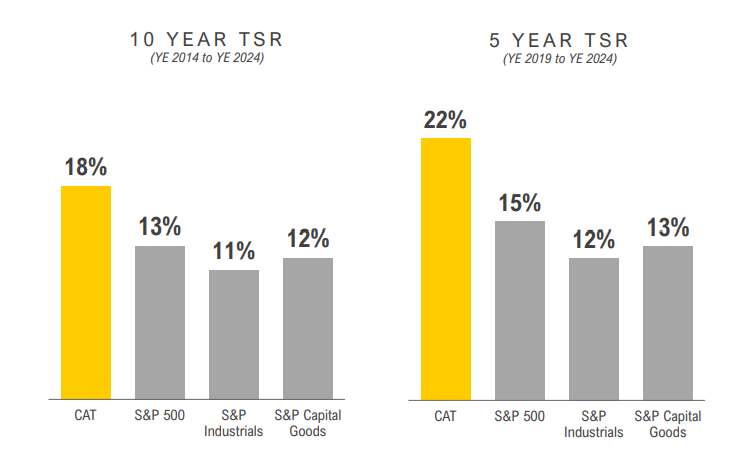 10 YEAR TSR
(YE 2014 to YE 2024)
18%
13%
11%
12%
CAT
S&P 500
S&P
Industrials
S&P Capital
Goods
5 YEAR TSR
(YE 2019 to YE 2024)
22%
15%
12%
13%
CAT
S&P 500
S&P
Industrials
S&P Capital
Goods